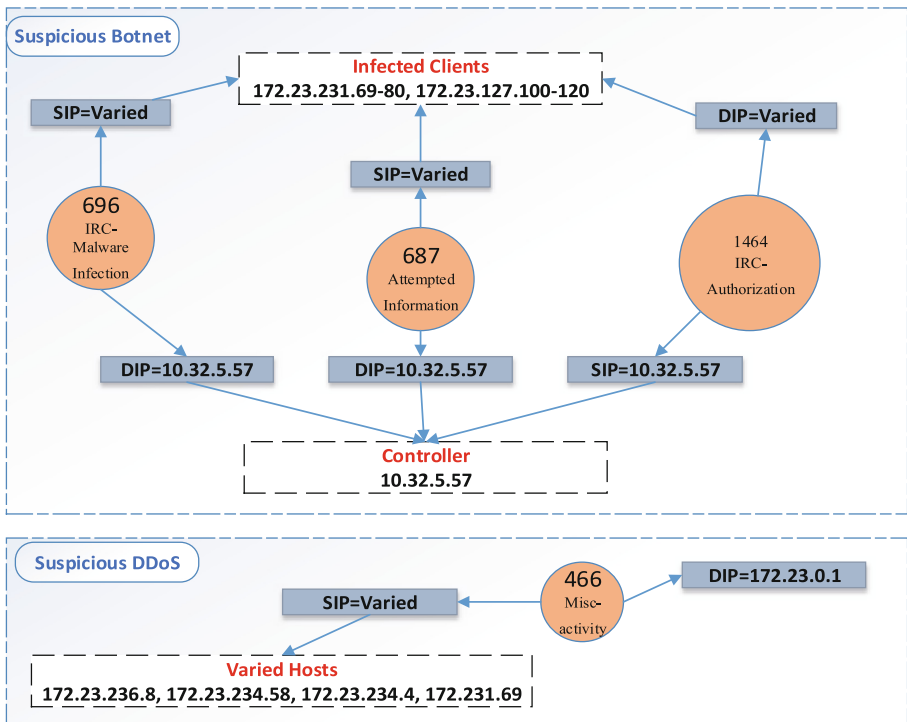 Suspicious Botnet
Infected Clients
172.23.231.69-80, 172.23.127.100-120
SIP=Varied
DIP=Varied
SIP=Varied
696
IRC-
Malware
Infection
687
Attempted
Information
1464
IRC-
Authorization
DIP=10.32.5.57
DIP=10.32.5.57
SIP=10.32.5.57
Controller
10.32.5.57
Suspicious DDoS
SIP=Varied
466
Misc-
activity
DIP=172.23.0.1
Varied Hosts
172.23.236.8, 172.23.234.58, 172.23.234.4, 172.231.69